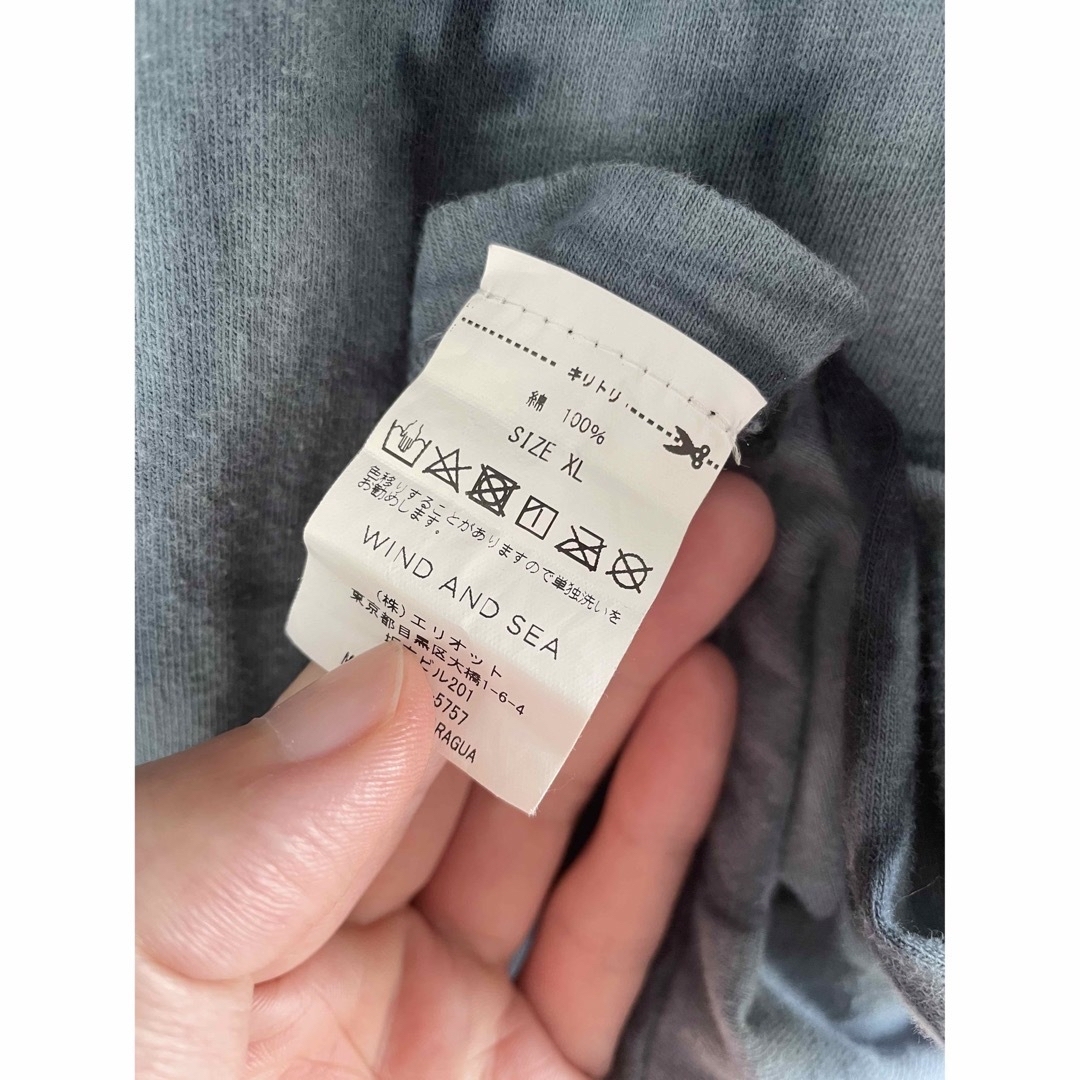 キリトリ
綿 100%
SIZE XL
色移りすることがありますので単独洗いを
お勧めします。
WIND AND SEA
(株)エリオット
東京都目黒区大橋1-6-4
ビル201
-5757
RAGUA